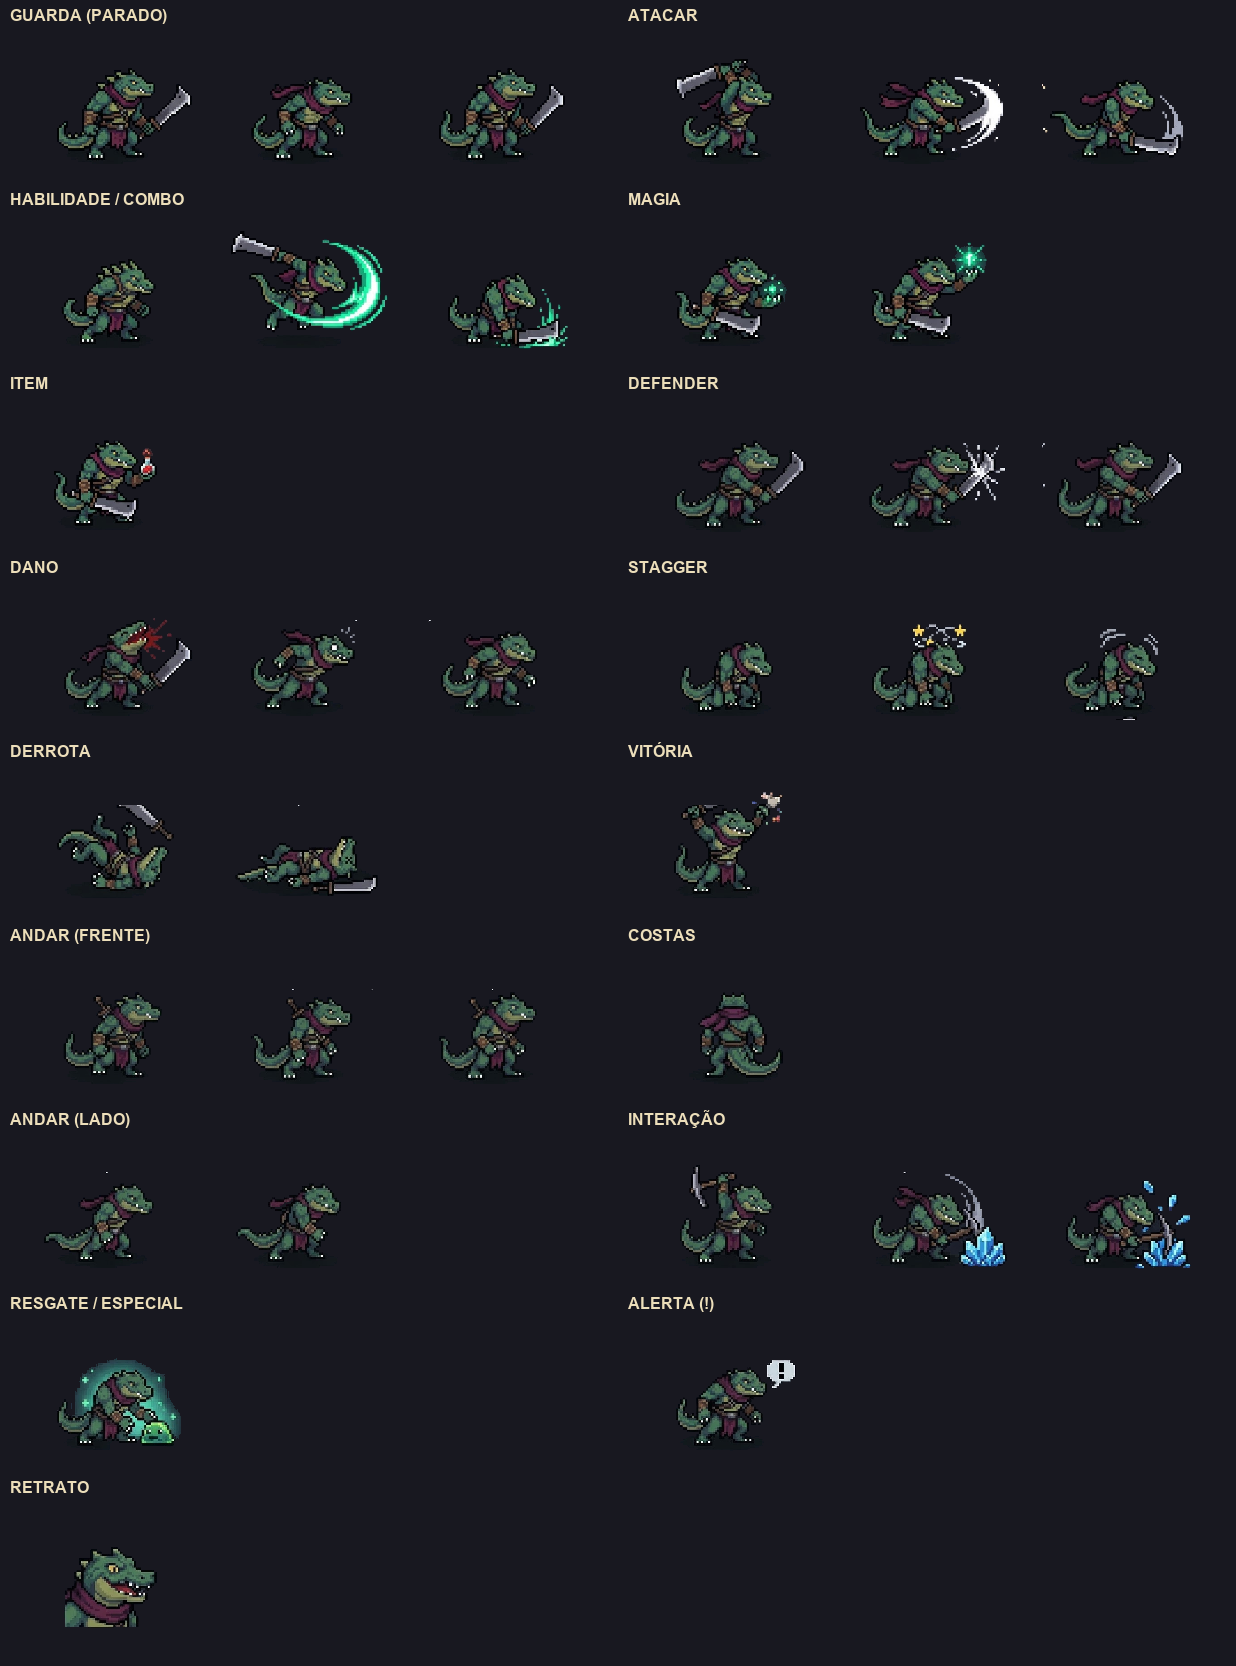 GUARDA (PARADO)
ATACAR
HABILIDADE / COMBO
MAGIA
ITEM
DEFENDER
DANO
STAGGER
DERROTA
VITÓRIA
ANDAR (FRENTE)
COSTAS
ANDAR (LADO)
INTERAÇÃO
RESGATE / ESPECIAL
ALERTA (!)
!
RETRATO